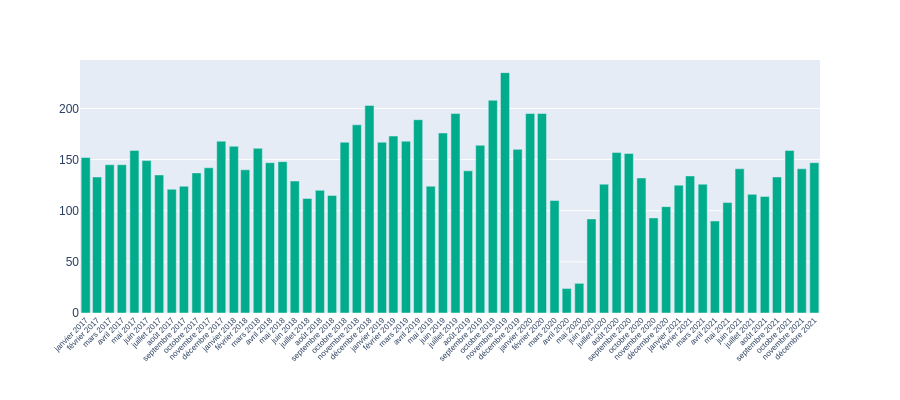 200
150
100
50
0
janvier 2017
février 2017
mars 2017
avril 2017
mai 2017
juin 2017
juillet 2017
août 2017
septembre 2017
octobre 2017
novembre 2017
décembre 2017
janvier 2018
février 2018
mars 2018
avril 2018
mai 2018
juin 2018
juillet 2018
août 2018
septembre 2018
octobre 2018
novembre 2018
décembre 2018
janvier 2019
février 2019
mars 2019
avril 2019
mai 2019
juin 2019
juillet 2019
août 2019
septembre 2019
octobre 2019
novembre 2019
décembre 2019
janvier 2020
février 2020
mars 2020
avril 2020
mai 2020
juin 2020
juillet 2020
août 2020
septembre 2020
octobre 2020
novembre 2020
décembre 2020
janvier 2021
février 2021
mars 2021
avril 2021
mai 2021
juin 2021
juillet 2021
août 2021
septembre 2021
octobre 2021
novembre 2021
décembre 2021